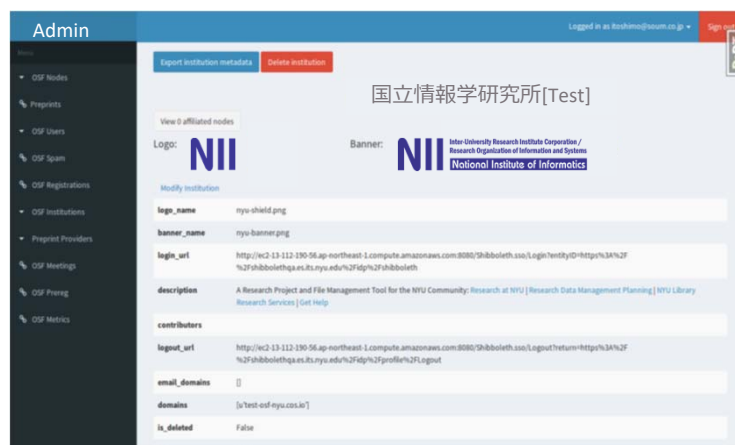 Admin
Logged in as itoshimo@soum.co.jp
Sign out
Menu
OSF Nodes
Preprints
OSF Users
OSF Spam
OSF Registrations
OSF Institutions
Preprint Providers
OSF Meetings
OSF Prereg
OSF Metrics
Export institution metadata
Delete institution
国立情報学研究所[Test]
View 0 affiliated nodes
Logo:
NII
Banner:
NII
Inter-University Research Institute Corporation /
Research Organization of Information and Systems
National Institute of Informatics
Modify Institution
logo_name nyu-shield.png
banner_name nyu-banner.png
login_url http://ec2-13-112-190-56.ap-northeast-1.compute.amazonaws.com:8080/Shibboleth.sso/Login?entityID=https%3A%2F
%2Fshibbolethqa.es.its.nyu.edu%2Fidp%2Fshibboleth
description A Research Project and File Management Tool for the NYU Community: Research at NYU | Research Data Management Planning | NYU Library
Research Services | Get Help
contributors
logout_url http://ec2-13-112-190-56.ap-northeast-1.compute.amazonaws.com:8080/Shibboleth.sso/Logout?return=https%3A%2F
%2Fshibbolethqa.es.its.nyu.edu%2Fidp%2Fprofile%2FLogout
email_domains []
domains [u'test-osf-nyu.cos.io']
is_deleted False